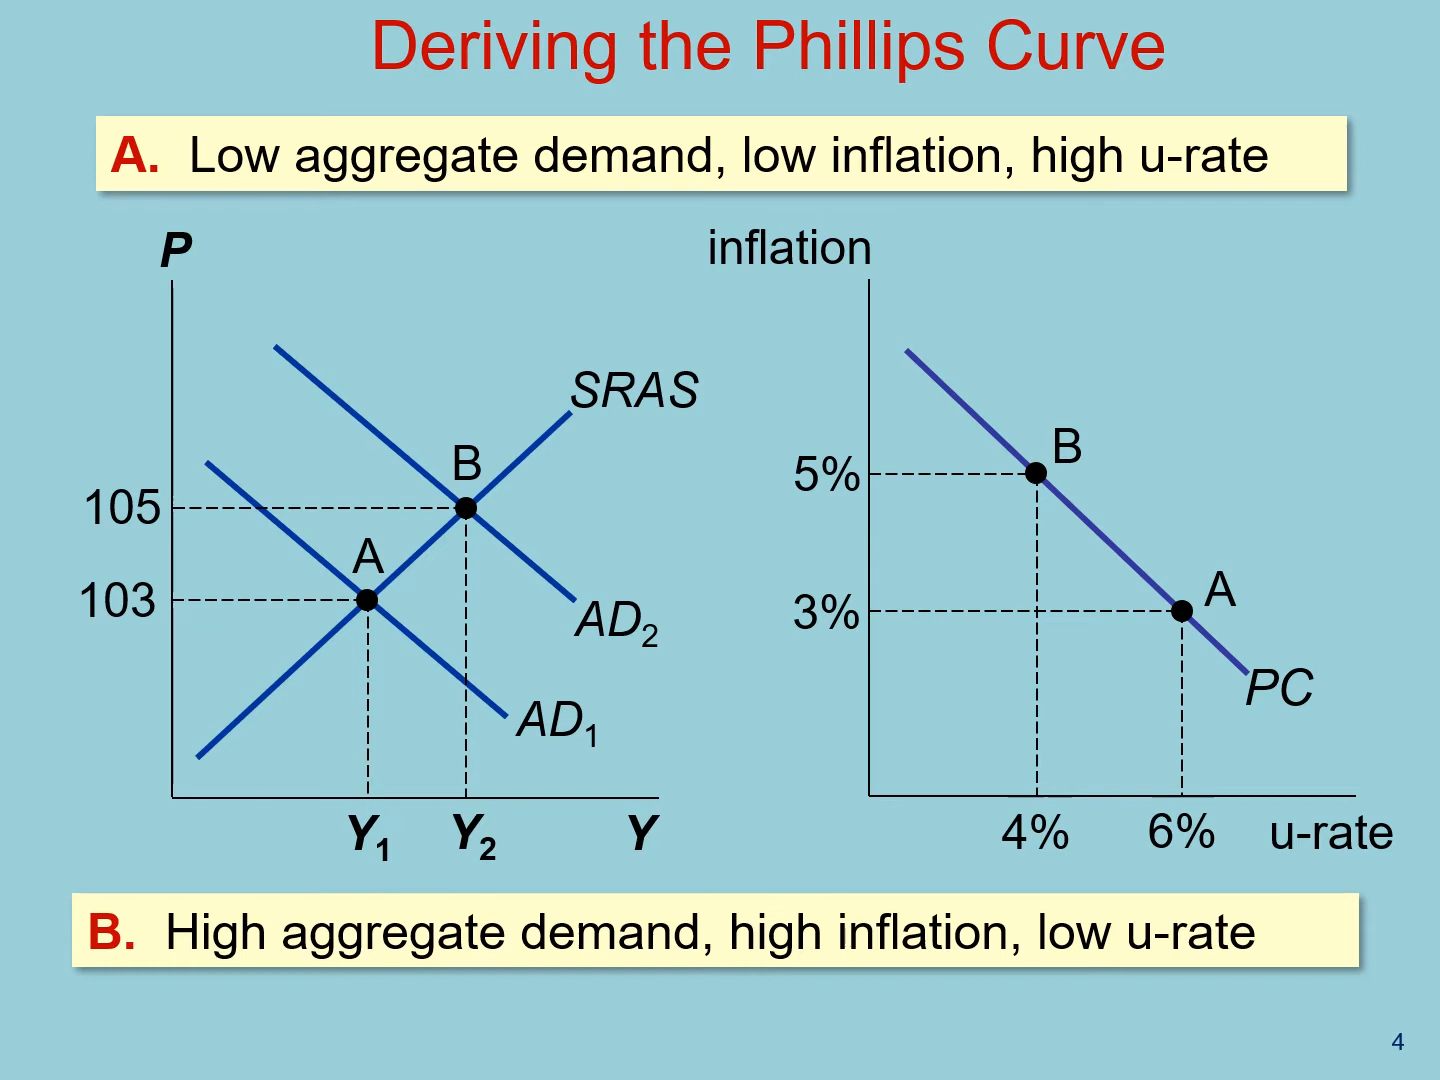 Deriving the Phillips Curve
A. Low aggregate demand, low inflation, high u-rate
P
SRAS
B
105
A
103
AD2
AD1
Y1 Y2 Y
inflation
B
5%
A
3%
PC
4% 6% u-rate
B. High aggregate demand, high inflation, low u-rate
4